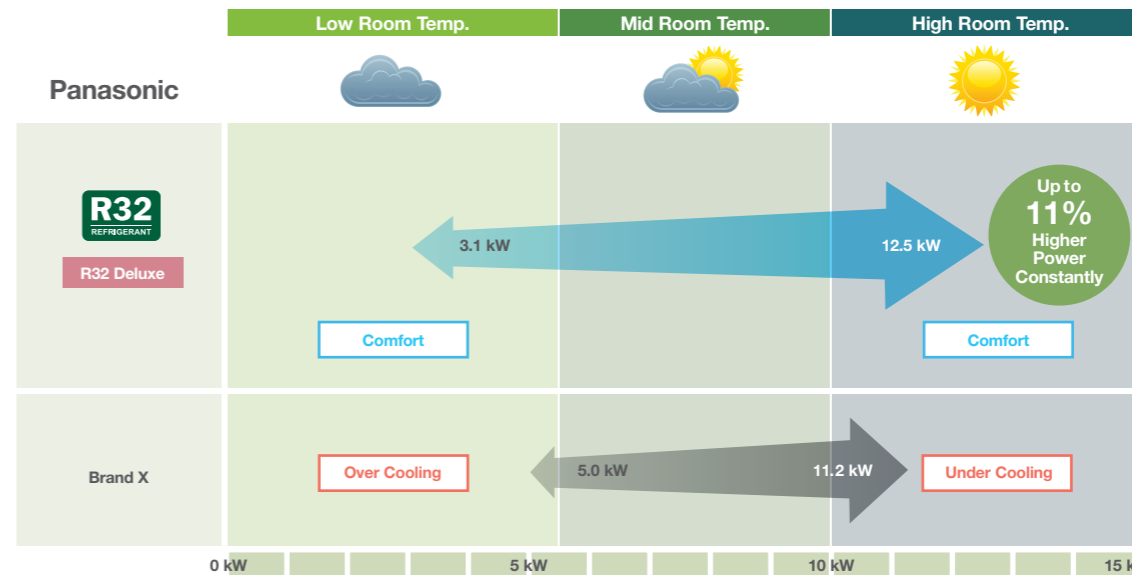 Low Room Temp.
Mid Room Temp.
High Room Temp.
Panasonic
R32
REFRIGERANT
R32 Deluxe
3.1 kW
12.5 kW
Up to
11%
Higher
Power
Constantly
Comfort
Comfort
Brand X
Over Cooling
5.0 kW
11.2 kW
Under Cooling
0 kW
5 kW
10 kW
15 k